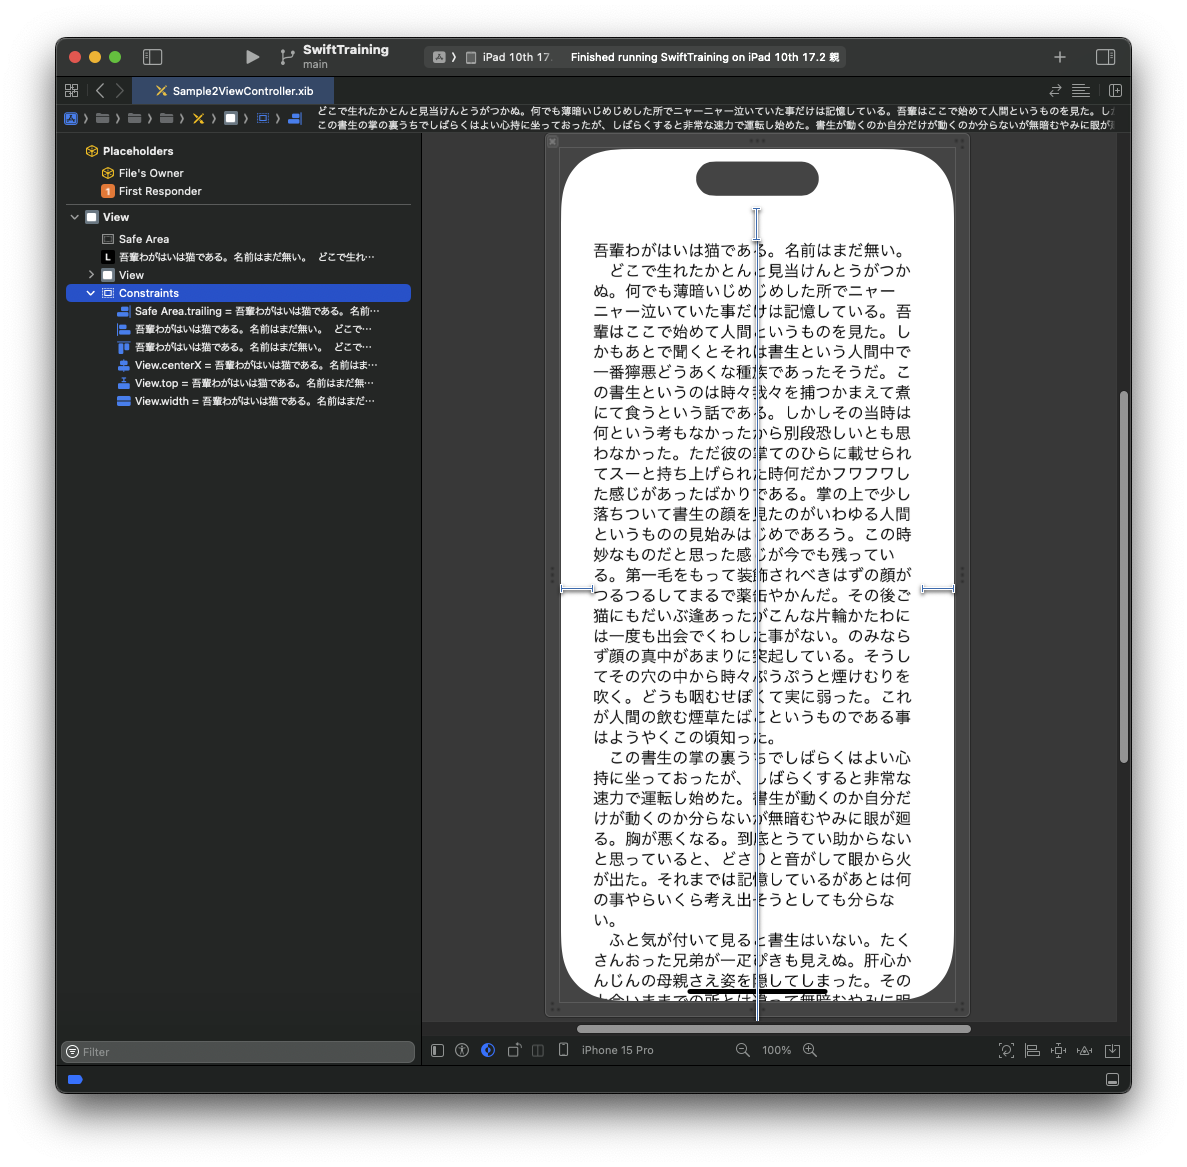 SwiftTraining
main
iPad 10th 17.
Finished running SwiftTraining on iPad 10th 17.2 親
Sample2ViewController.xib
どこで生れたかとんと見当けんとうがつかぬ。何でも薄暗いじめじめした所でニャーニャー泣いていた事だけは記憶している。吾輩はここで始めて人間というものを見た。し
この書生の掌の裏うちでしばらくはよい心持に坐っておったが、しばらくすると非常な速力で運転し始めた。書生が動くのか自分だけが動くのか分らないが無暗むやみに眼が
Placeholders
File's Owner
1 First Responder
View
Safe Area
L 吾輩わがはいは猫である。名前はまだ無い。 どこで生れ…
View
Constraints
Safe Area.trailing = 吾輩わがはいは猫である。名前…
吾輩わがはいは猫である。名前はまだ無い。 どこで…
吾輩わがはいは猫である。名前はまだ無い。 どこで…
View.centerX = 吾輩わがはいは猫である。名前はま…
View.top = 吾輩わがはいは猫である。名前はまだ無…
View.width = 吾輩わがはいは猫である。名前はまだ…
吾輩わがはいは猫である。名前はまだ無い。
どこで生れたかとんと見当けんとうがつか
ぬ。何でも薄暗いじめじめした所でニャー
ニャー泣いていた事だけは記憶している。吾
輩はここで始めて人間というものを見た。し
かもあとで聞くとそれは書生という人間中で
一番獰悪どうあくな種族であったそうだ。こ
の書生というのは時々我々を捕つかまえて煮
にて食うという話である。しかしその当時は
何という考もなかったから別段恐しいとも思
わなかった。ただ彼の掌てのひらに載せられ
てスーと持ち上げられた時何だかフワフワし
た感じがあったばかりである。掌の上で少し
落ちついて書生の顔を見たのがいわゆる人間
というものの見始みはじめであろう。この時
妙なものだと思った感じが今でも残ってい
る。第一毛をもって装飾されべきはずの顔が
つるつるしてまるで薬缶やかんだ。その後ご
猫にもだいぶ逢あったがこんな片輪かたわに
は一度も出会でくわした事がない。のみなら
ず顔の真中があまりに突起している。そうし
てその穴の中から時々ぷうぷうと煙けむりを
吹く。どうも咽むせぽくて実に弱った。これ
が人間の飲む煙草たばこというものである事
はようやくこの頃知った。
この書生の掌の裏うちでしばらくはよい心
持に坐っておったが、しばらくすると非常な
速力で運転し始めた。書生が動くのか自分だ
けが動くのか分らないが無暗むやみに眼が廻
る。胸が悪くなる。到底とうてい助からない
と思っていると、どさりと音がして眼から火
が出た。それまでは記憶しているがあとは何
の事やらいくら考え出そうとしても分らな
い。
ふと気が付いて見ると書生はいない。たく
さんおった兄弟が一疋ぴきも見えぬ。肝心か
んじんの母親さえ姿を隠してしまった。その
上今いままでの所とは違って無暗むやみに明
Filter
iPhone 15 Pro
100%